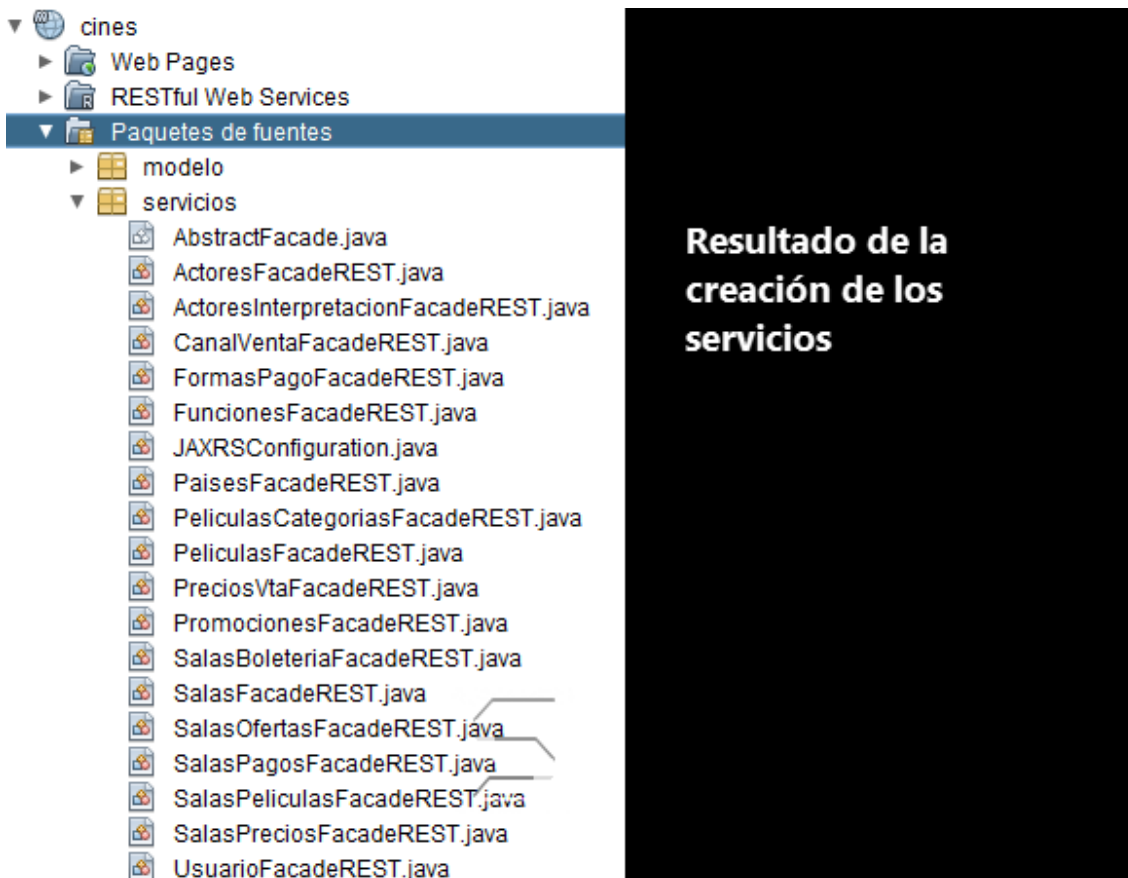 cines
Web Pages
RESTful Web Services
Paquetes de fuentes
modelo
servicios
AbstractFacade.java
ActoresFacadeREST.java
ActoresInterpretacionFacadeREST.java
CanalVentaFacadeREST.java
FormasPagoFacadeREST.java
FuncionesFacadeREST.java
JAXRSConfiguration.java
PaisesFacadeREST.java
PeliculasCategoriasFacadeREST.java
PeliculasFacadeREST.java
PreciosVtaFacadeREST.java
PromocionesFacadeREST.java
SalasBoleteriaFacadeREST.java
SalasFacadeREST.java
SalasOfertasFacadeREST.java
SalasPagosFacadeREST.java
SalasPeliculasFacadeREST.java
SalasPreciosFacadeREST.java
UsuarioFacadeREST.java
Resultado de la
creación de los
servicios